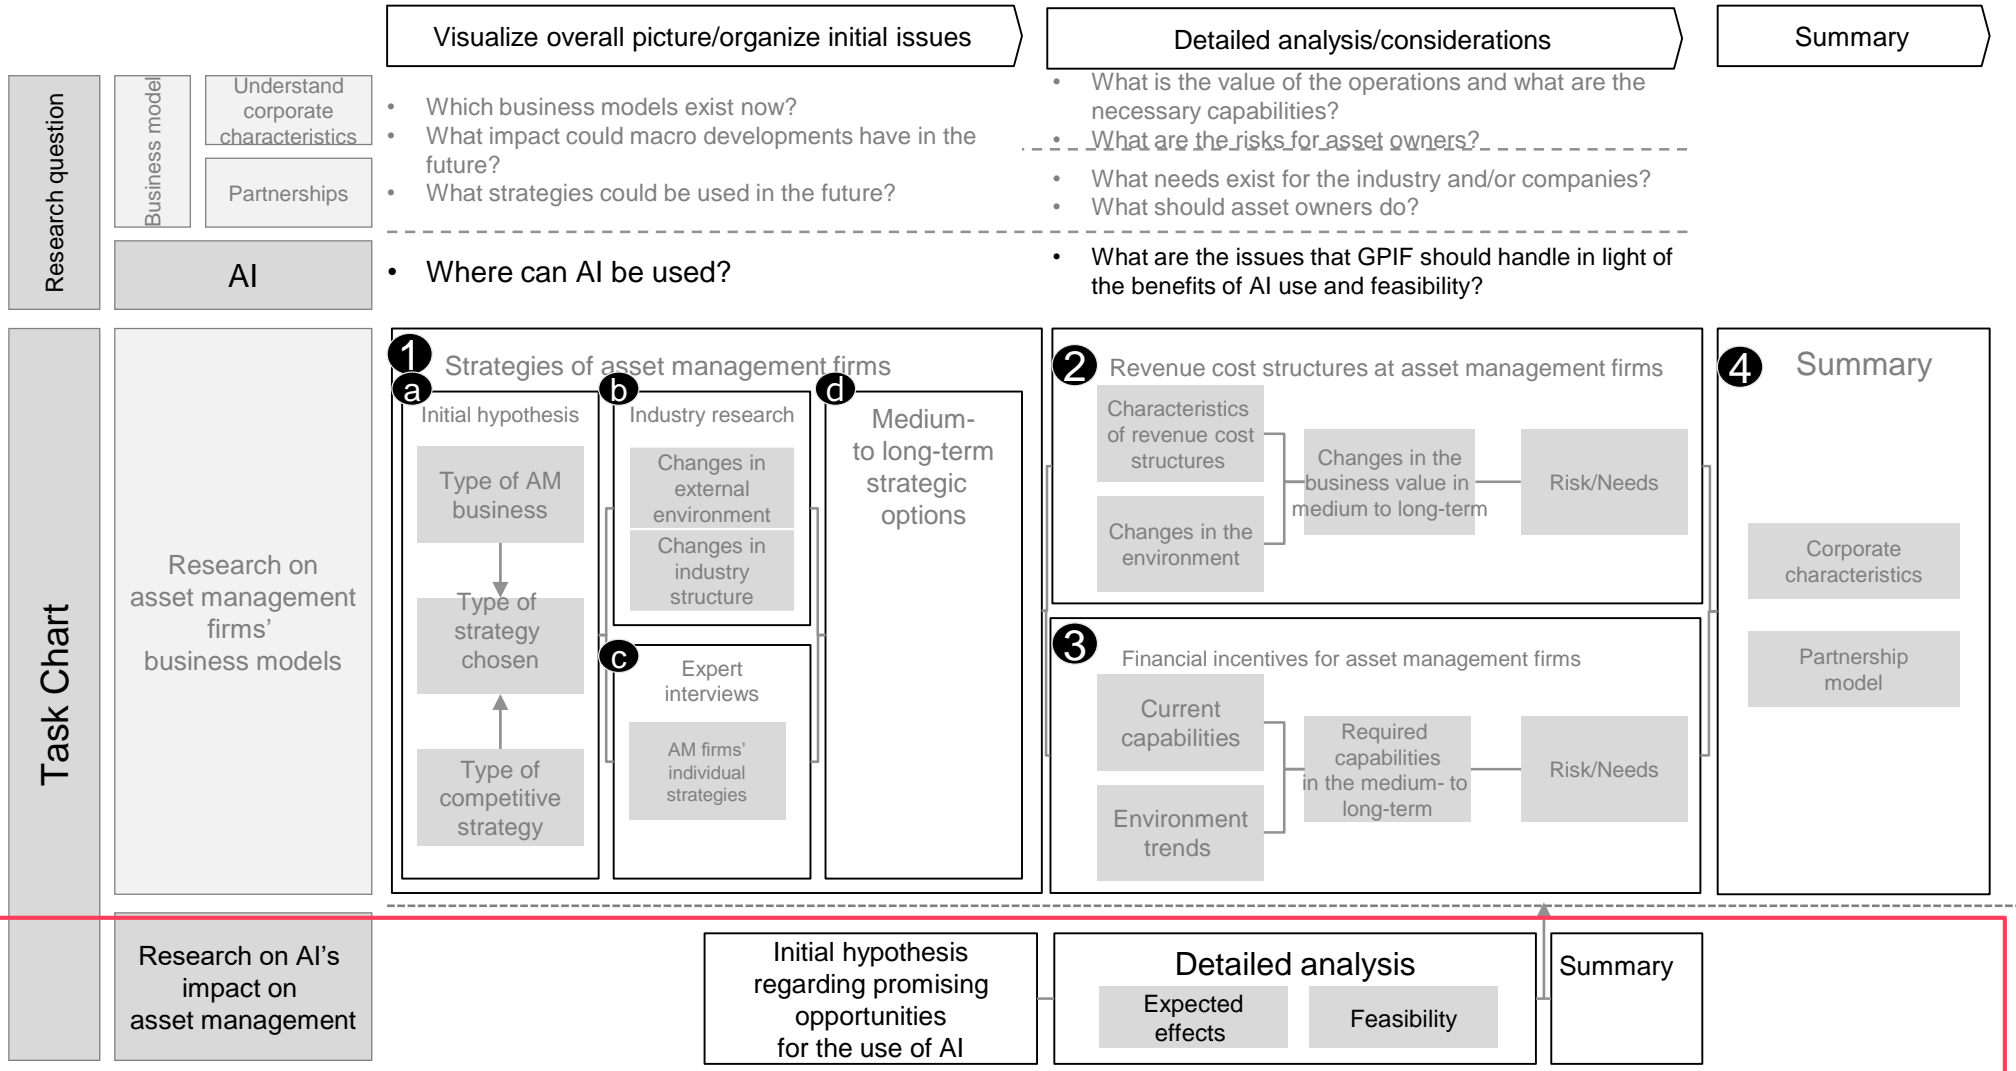 Visualize overall picture/organize initial issues
Detailed analysis/considerations
Summary
Research question
Business model
Understand
corporate
characteristics
Partnerships
• Which business models exist now?
• What impact could macro developments have in the
future?
• What strategies could be used in the future?
• What is the value of the operations and what are the
necessary capabilities?
• What are the risks for asset owners?
• What needs exist for the industry and/or companies?
• What should asset owners do?
AI
• Where can AI be used?
• What are the issues that GPIF should handle in light of
the benefits of AI use and feasibility?
Task Chart
Research on
asset management
firms’
business models
1 Strategies of asset management firms
a
Initial hypothesis
Type of AM
business
Type of
strategy
chosen
Type of
competitive
strategy
b
Industry research
Changes in
external
environment
Changes in
industry
structure
c
Expert
interviews
AM firms’
individual
strategies
d
Medium-
to long-term
strategic
options
2 Revenue cost structures at asset management firms
Characteristics
of revenue cost
structures
Changes in the
environment
Changes in the
business value in
medium to long-term
Risk/Needs
3 Financial incentives for asset management firms
Current
capabilities
Environment
trends
Required
capabilities
in the medium- to
long-term
Risk/Needs
4 Summary
Corporate
characteristics
Partnership
model
Research on AI’s
impact on
asset management
Initial hypothesis
regarding promising
opportunities
for the use of AI
Detailed analysis
Expected
effects
Feasibility
Summary